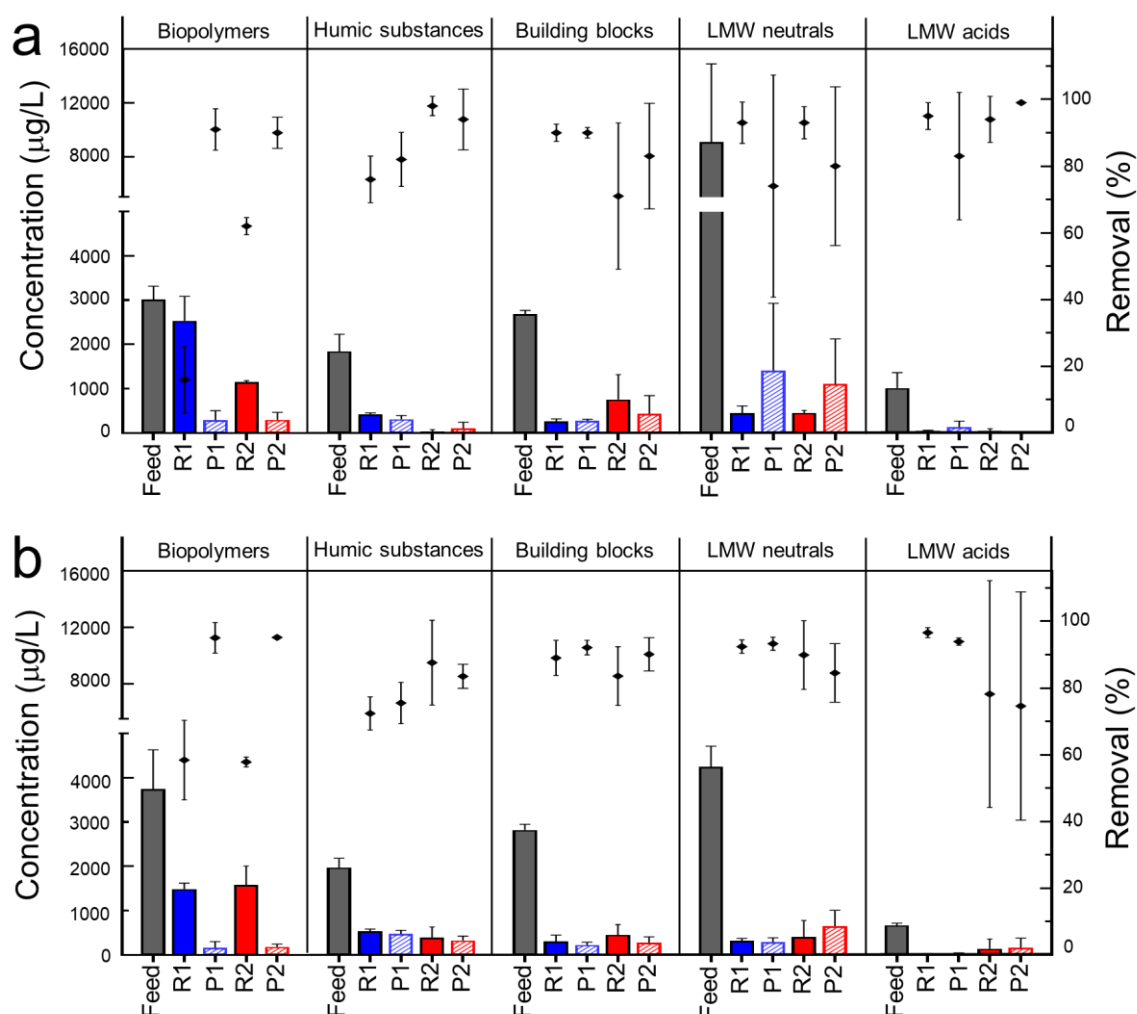 a
Biopolymers Humic substances Building blocks LMW neutrals LMW acids
16000
12000
8000
4000
3000
2000
1000
0
Concentration (µg/L)
100
80
60
40
20
0
Removal (%)
Feed R1 P1 R2 P2 Feed R1 P1 R2 P2 Feed R1 P1 R2 P2 Feed R1 P1 R2 P2 Feed R1 P1 R2 P2
b
Biopolymers Humic substances Building blocks LMW neutrals LMW acids
16000
12000
8000
4000
3000
2000
1000
0
Concentration (µg/L)
100
80
60
40
20
0
Removal (%)
Feed R1 P1 R2 P2 Feed R1 P1 R2 P2 Feed R1 P1 R2 P2 Feed R1 P1 R2 P2 Feed R1 P1 R2 P2